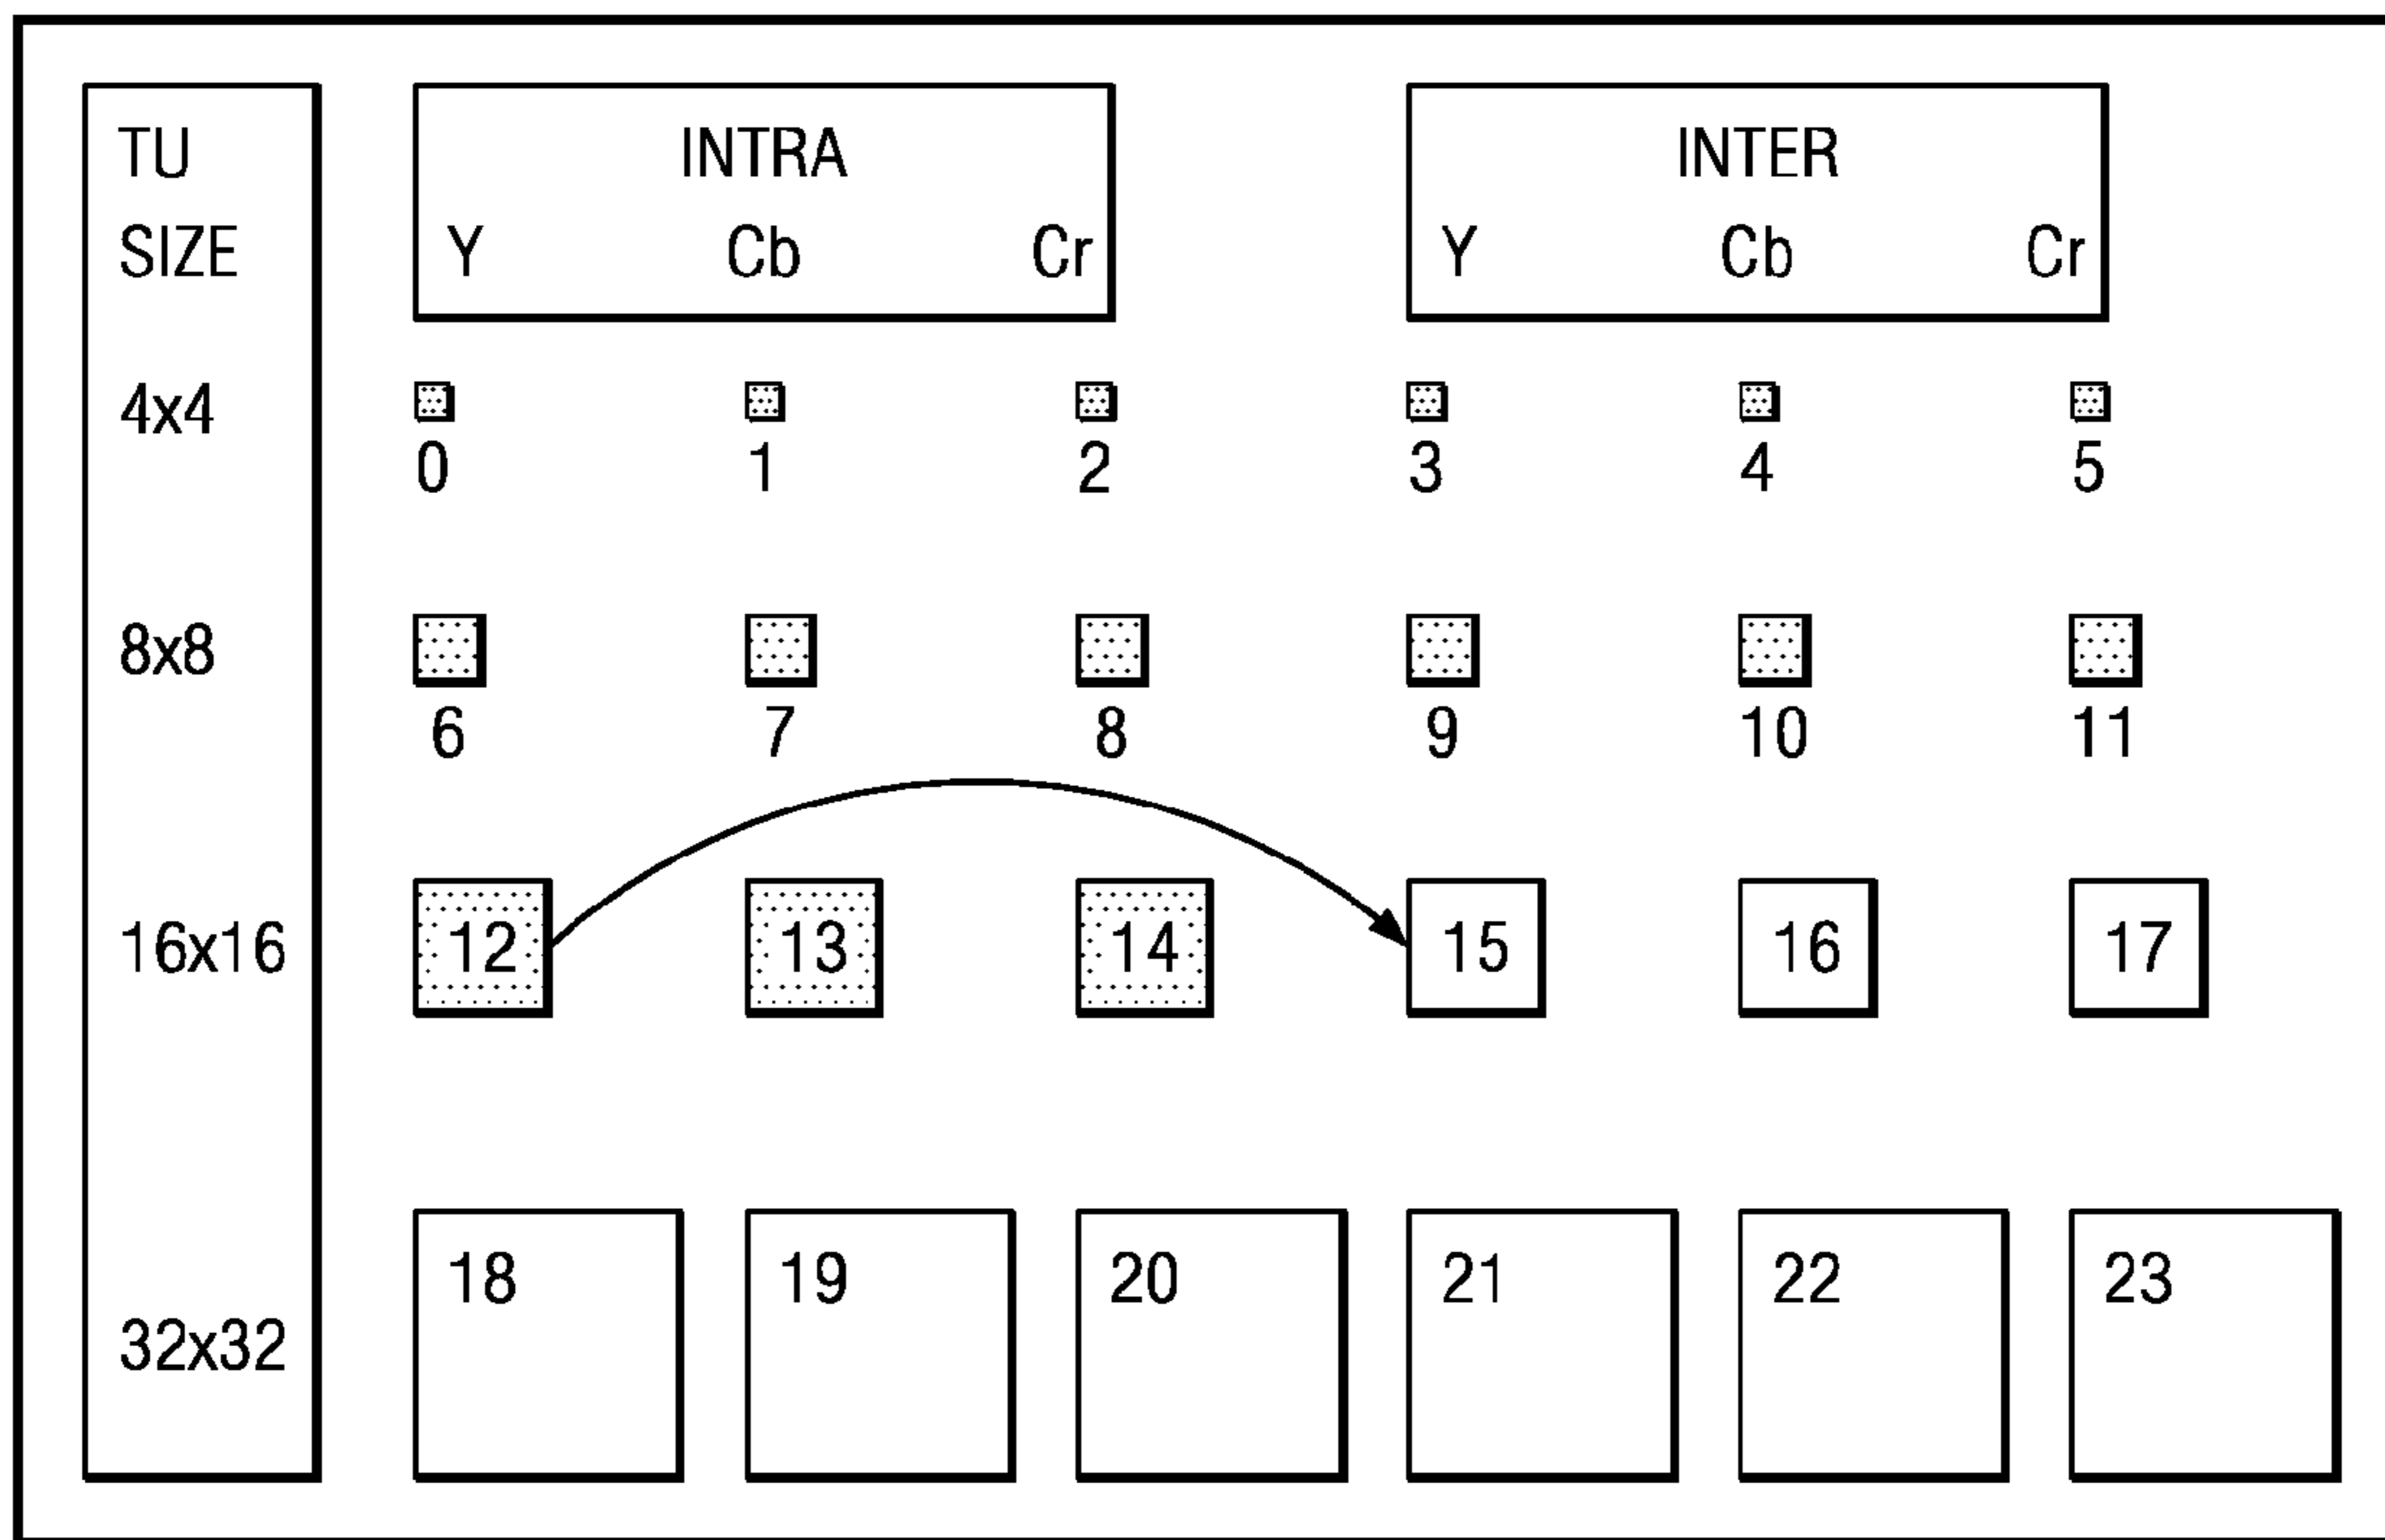 TU
SIZE
INTRA
Y Cb Cr
INTER
Y Cb Cr
4x4
0 1 2 3 4 5
8x8
6 7 8 9 10 11
16x16
12 13 14 15 16 17
18 19 20 21 22 23
32x32